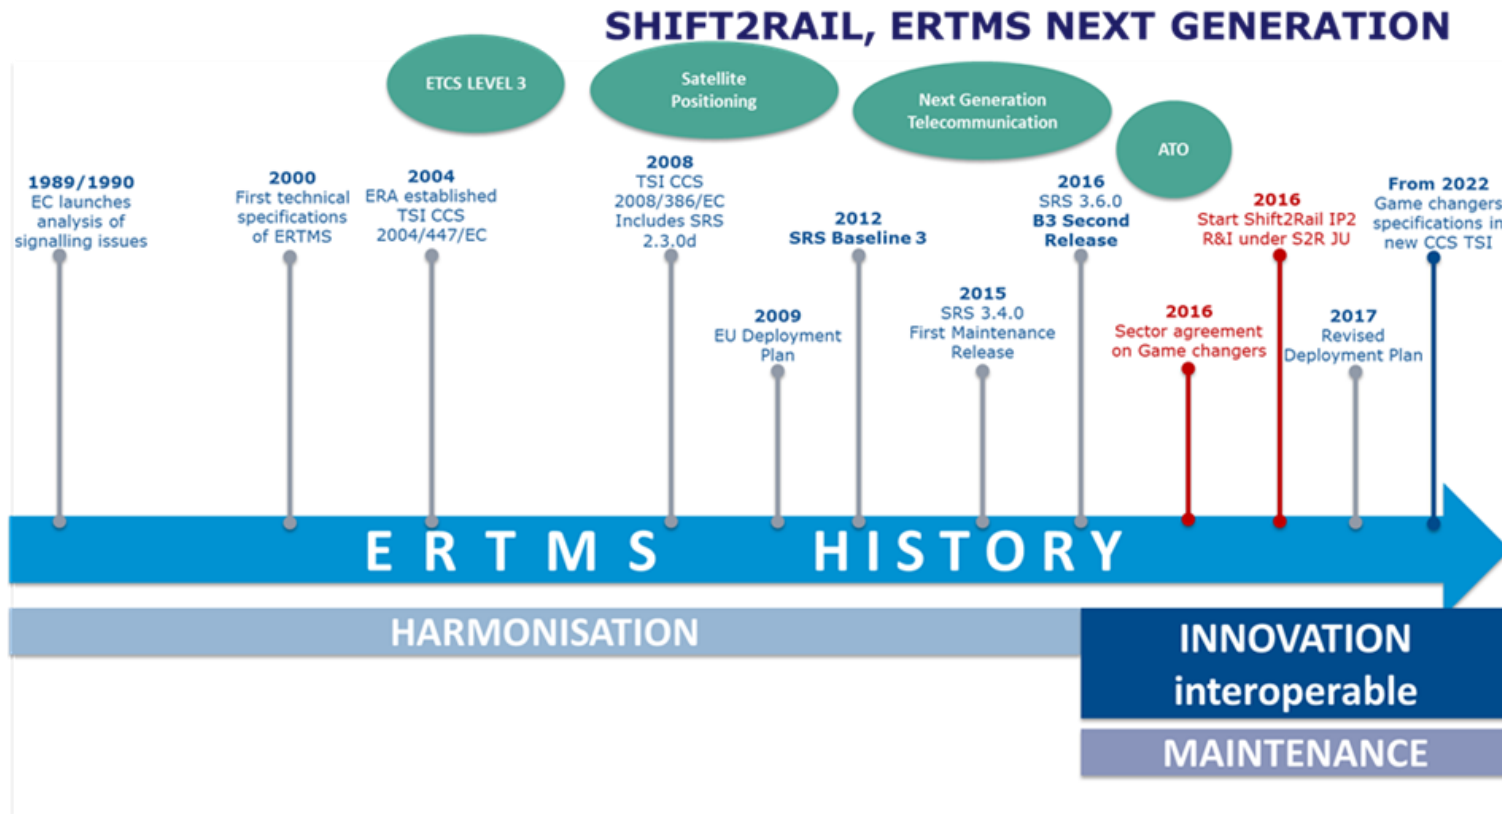 SHIFT2RAIL, ERTMS NEXT GENERATION
ETCS LEVEL 3
Satellite
Positioning
Next Generation
Telecommunication
ATO
1989/1990
EC launches
analysis of
signalling issues
2000
First technical
specifications
of ERTMS
2004
ERA established
TSI CCS
2004/447/EC
2008
TSI CCS
2008/386/EC
Includes SRS
2.3.0d
2009
EU Deployment
Plan
2012
SRS Baseline 3
2015
SRS 3.4.0
First Maintenance
Release
2016
SRS 3.6.0
B3 Second
Release
2016
Sector agreement
on Game changers
2016
Start Shift2Rail IP2
R&I under S2R JU
2017
Revised
Deployment Plan
From 2022
Game changers
specifications in
new CCS TSI
ERTMS HISTORY
HARMONISATION
INNOVATION
interoperable
MAINTENANCE